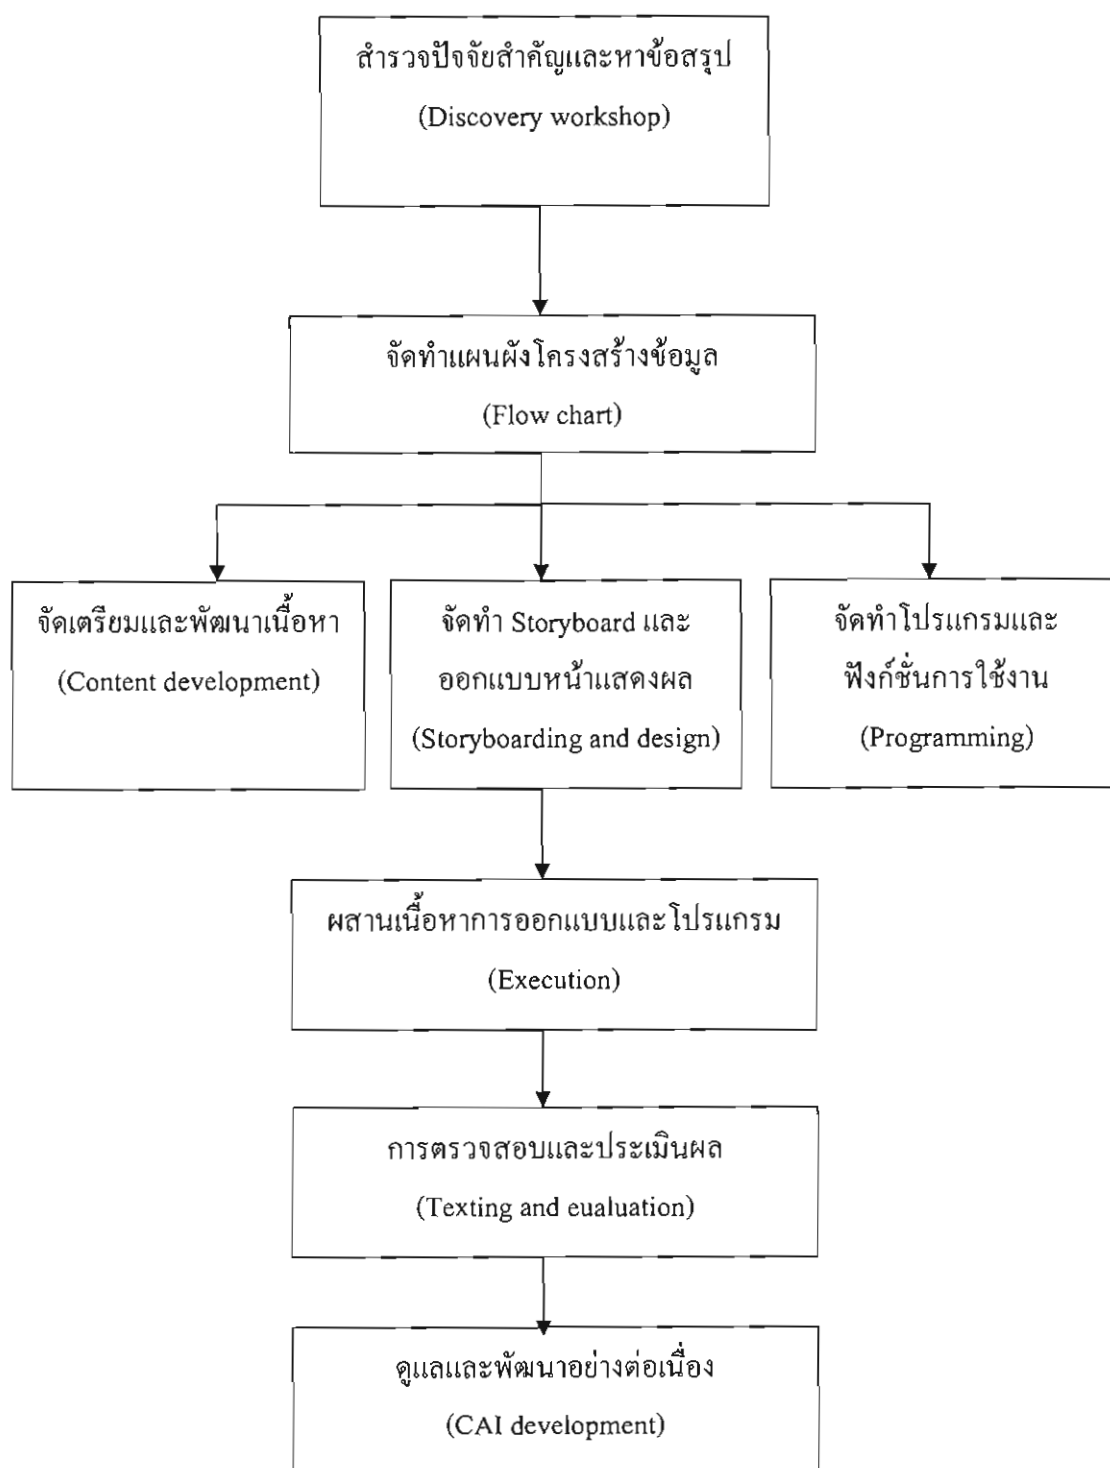 สำรวจปัจจัยสำคัญและหาข้อสรุป
(Discovery workshop)
จัดทำแผนผังโครงสร้างข้อมูล
(Flow chart)
จัดเตรียมและพัฒนาเนื้อหา
(Content development)
จัดทำ Storyboard และ
ออกแบบหน้าแสดงผล
(Storyboarding and design)
จัดทำโปรแกรมและ
ฟังก์ชั่นการใช้งาน
(Programming)
ผสานเนื้อหาการออกแบบและโปรแกรม
(Execution)
การตรวจสอบและประเมินผล
(Texting and eualuation)
ดูแลและพัฒนาอย่างต่อเนื่อง
(CAI development)